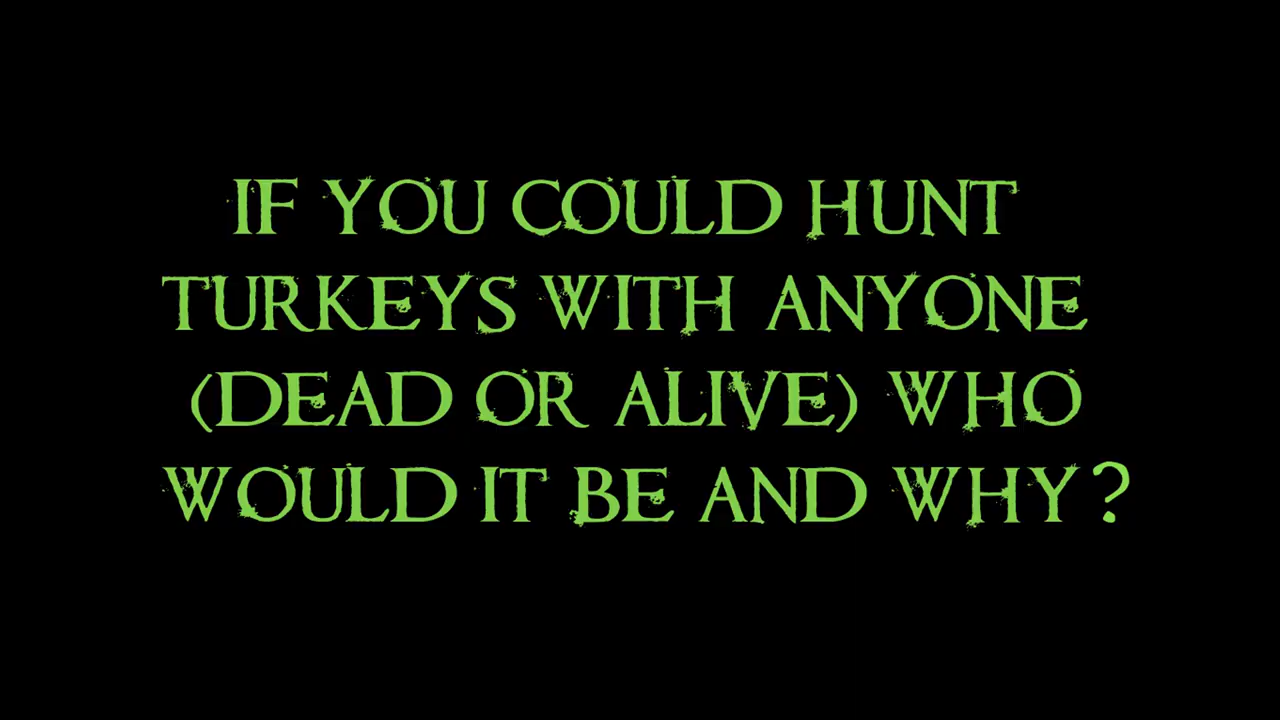 IF YOU COULD HUNT
TURKEYS WITH ANYONE
(DEAD OR ALIVE) WHO
WOULD IT BE AND WHY?